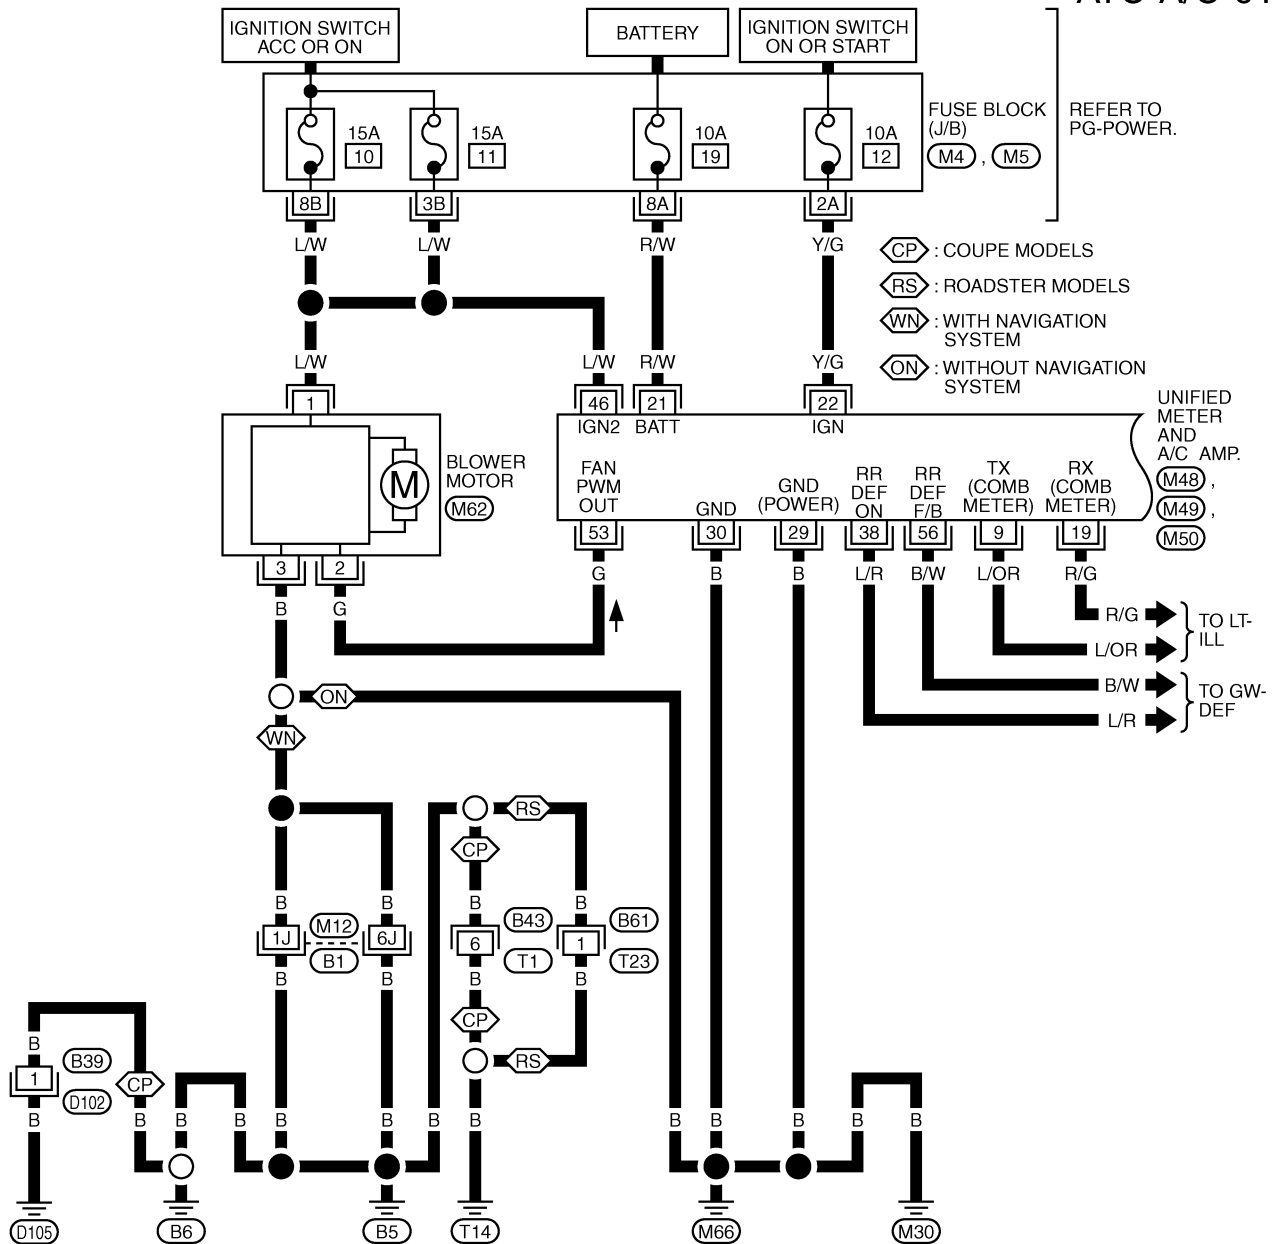 IGNITION SWITCH
ACC OR ON
BATTERY
IGNITION SWITCH
ON OR START
15A
10
15A
11
10A
19
10A
12
FUSE BLOCK
(J/B)
M4 , M5
REFER TO
PG-POWER.
8B
3B
8A
2A
L/W
L/W
R/W
Y/G
CP : COUPE MODELS
RS : ROADSTER MODELS
WN : WITH NAVIGATION
SYSTEM
ON : WITHOUT NAVIGATION
SYSTEM
L/W
L/W
R/W
Y/G
1
46
21
22
IGN2
BATT
IGN
UNIFIED
METER
AND
A/C AMP.
M48 ,
M49 ,
M50
M
BLOWER
MOTOR
M62
FAN
PWM
OUT
GND
GND
(POWER)
RR
DEF
ON
RR
DEF
F/B
TX
(COMB
METER)
RX
(COMB
METER)
3
2
53
30
29
38
56
9
19
B
G
G
B
B
L/R
B/W
L/OR
R/G
R/G
L/OR
TO LT-
ILL
B/W
L/R
TO GW-
DEF
ON
WN
RS
CP
B
B
B
B
1J
M12
B1
6J
6
B43
T1
1
B61
T23
B
B
B
B
CP
RS
B
1
B39
D102
CP
B
B
B
B
B
B
B
B
B
B
B
B
B
D105
B6
B5
T14
M66
M30